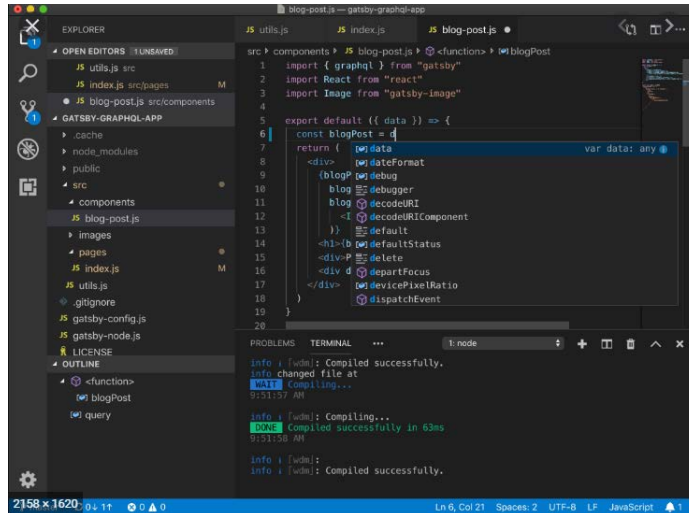 blog-post.js — gatsby-graphql-app
EXPLORER
OPEN EDITORS 1 UNSAVED
JS utils.js src
JS index.js src/pages M
JS blog-post.js src/components
GATSBY-GRAPHQL-APP
.cache
node_modules
public
src
components
JS blog-post.js
images
pages
JS index.js M
JS utils.js
.gitignore
JS gatsby-config.js
JS gatsby-node.js
LICENSE
OUTLINE
<function>
blogPost
query
JS utils.js JS index.js JS blog-post.js
src components JS blog-post.js <function> blogPost
1 import { graphql } from "gatsby"
2 import React from "react"
3 import Image from "gatsby-image"
4
5 export default ({ data }) => {
6 const blogPost = d
7 return (
8 <div>
9 {blogP
10 blog
11 blog
12 <I
13 )}
14 <h1>{b
15 <div>P
16 <div d
17 </div>
18 )
19 }
20
data var data: any
dateFormat
debug
debugger
decodeURI
decodeURIComponent
default
defaultStatus
delete
departFocus
devicePixelRatio
dispatchEvent
PROBLEMS TERMINAL ••• 1: node
info i [wdm]: Compiled successfully.
info changed file at
WAIT Compiling...
9:51:57 AM
info i [wdm]: Compiling...
DONE Compiled successfully in 63ms
9:51:58 AM
info i [wdm]:
info i [wdm]: Compiled successfully.
1
1
2158 × 1620
0↓ 1↑ 0 0 Ln 6, Col 21 Spaces: 2 UTF-8 LF JavaScript 1